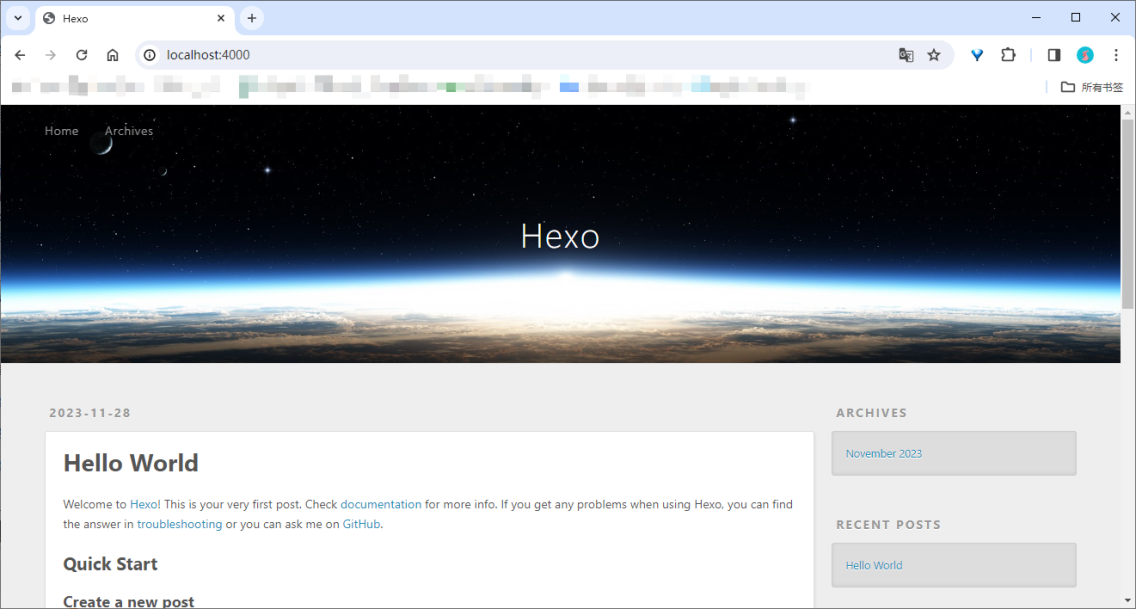 Hexo
localhost:4000
所有书签
Home Archives
Hexo
2023-11-28
Hello World
Welcome to Hexo! This is your very first post. Check documentation for more info. If you get any problems when using Hexo, you can find
the answer in troubleshooting or you can ask me on GitHub.
Quick Start
Create a new post
ARCHIVES
November 2023
RECENT POSTS
Hello World